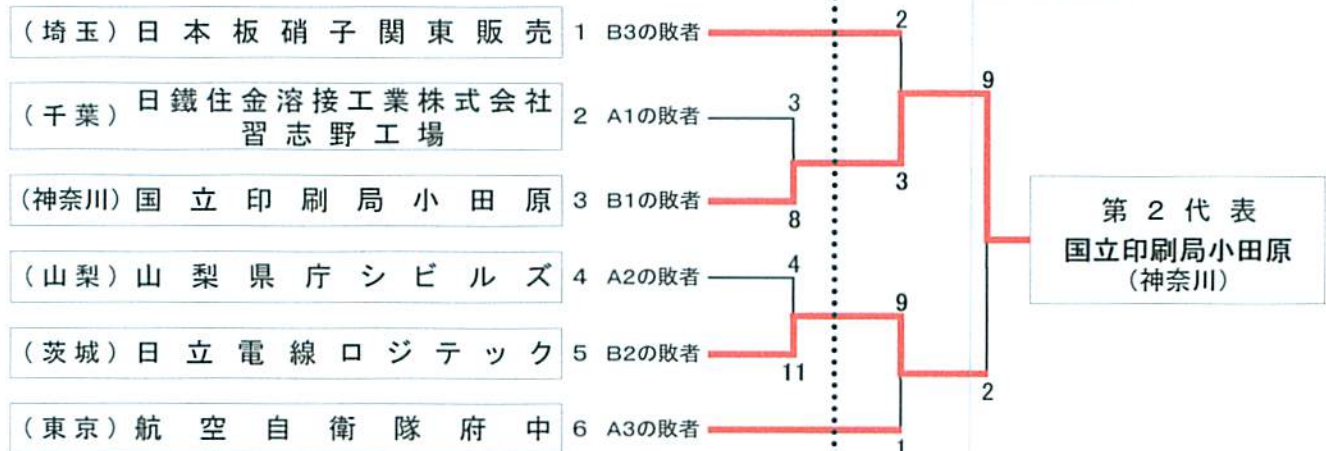 (埼玉) 日本板硝子関東販売 1 B3の敗者 2
9
(千葉) 日鐵住金溶接工業株式会社 習志野工場 2 A1の敗者 3
(神奈川) 国立印刷局小田原 3 B1の敗者 8 3
第2代表
国立印刷局小田原
(神奈川)
(山梨) 山梨県庁シビルズ 4 A2の敗者 4 9
(茨城) 日立電線ロジテック 5 B2の敗者 11 2
(東京) 航空自衛隊府中 6 A3の敗者 1